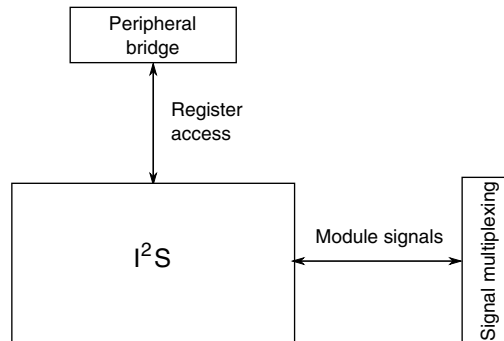 Peripheral
bridge
Register
access
I²S
Module signals
Signal multiplexing